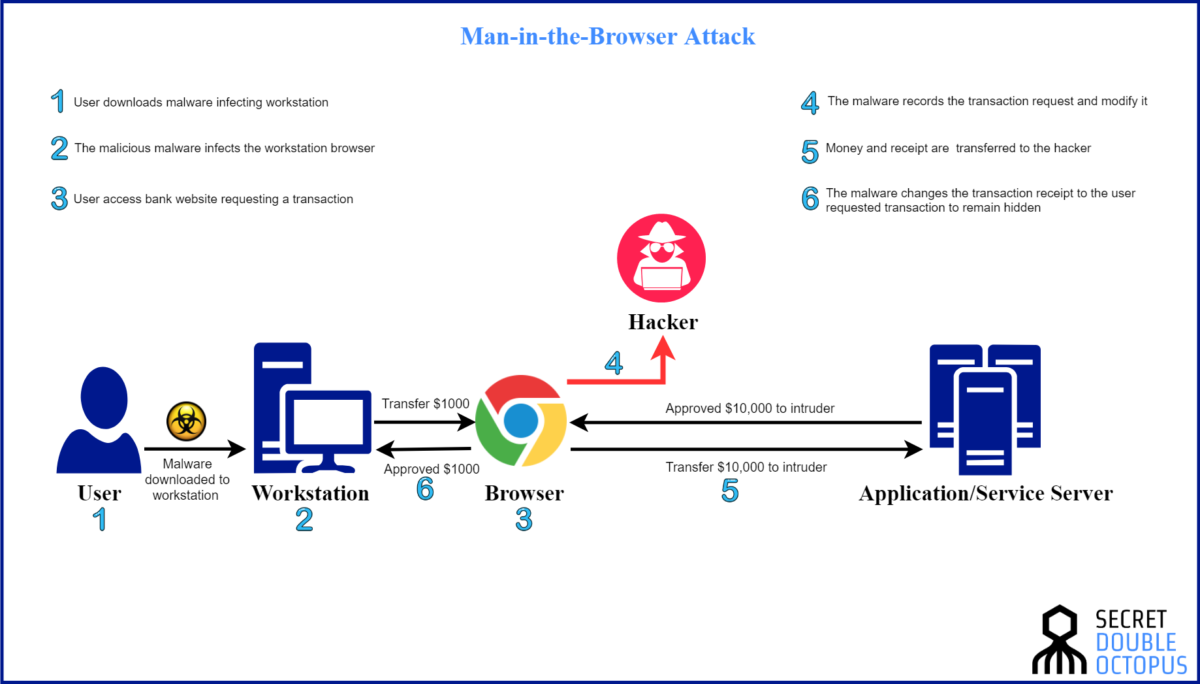 Man-in-the-Browser Attack
1 User downloads malware infecting workstation
2 The malicious malware infects the workstation browser
3 User access bank website requesting a transaction
4 The malware records the transaction request and modify it
5 Money and receipt are transferred to the hacker
6 The malware changes the transaction receipt to the user
requested transaction to remain hidden
Hacker
4
Transfer $1000
Approved $10,000 to intruder
Malware
downloaded to
workstation
Approved $1000
6
Transfer $10,000 to intruder
5
User
1
Workstation
2
Browser
3
Application/Service Server
SECRET
DOUBLE
OCTOPUS